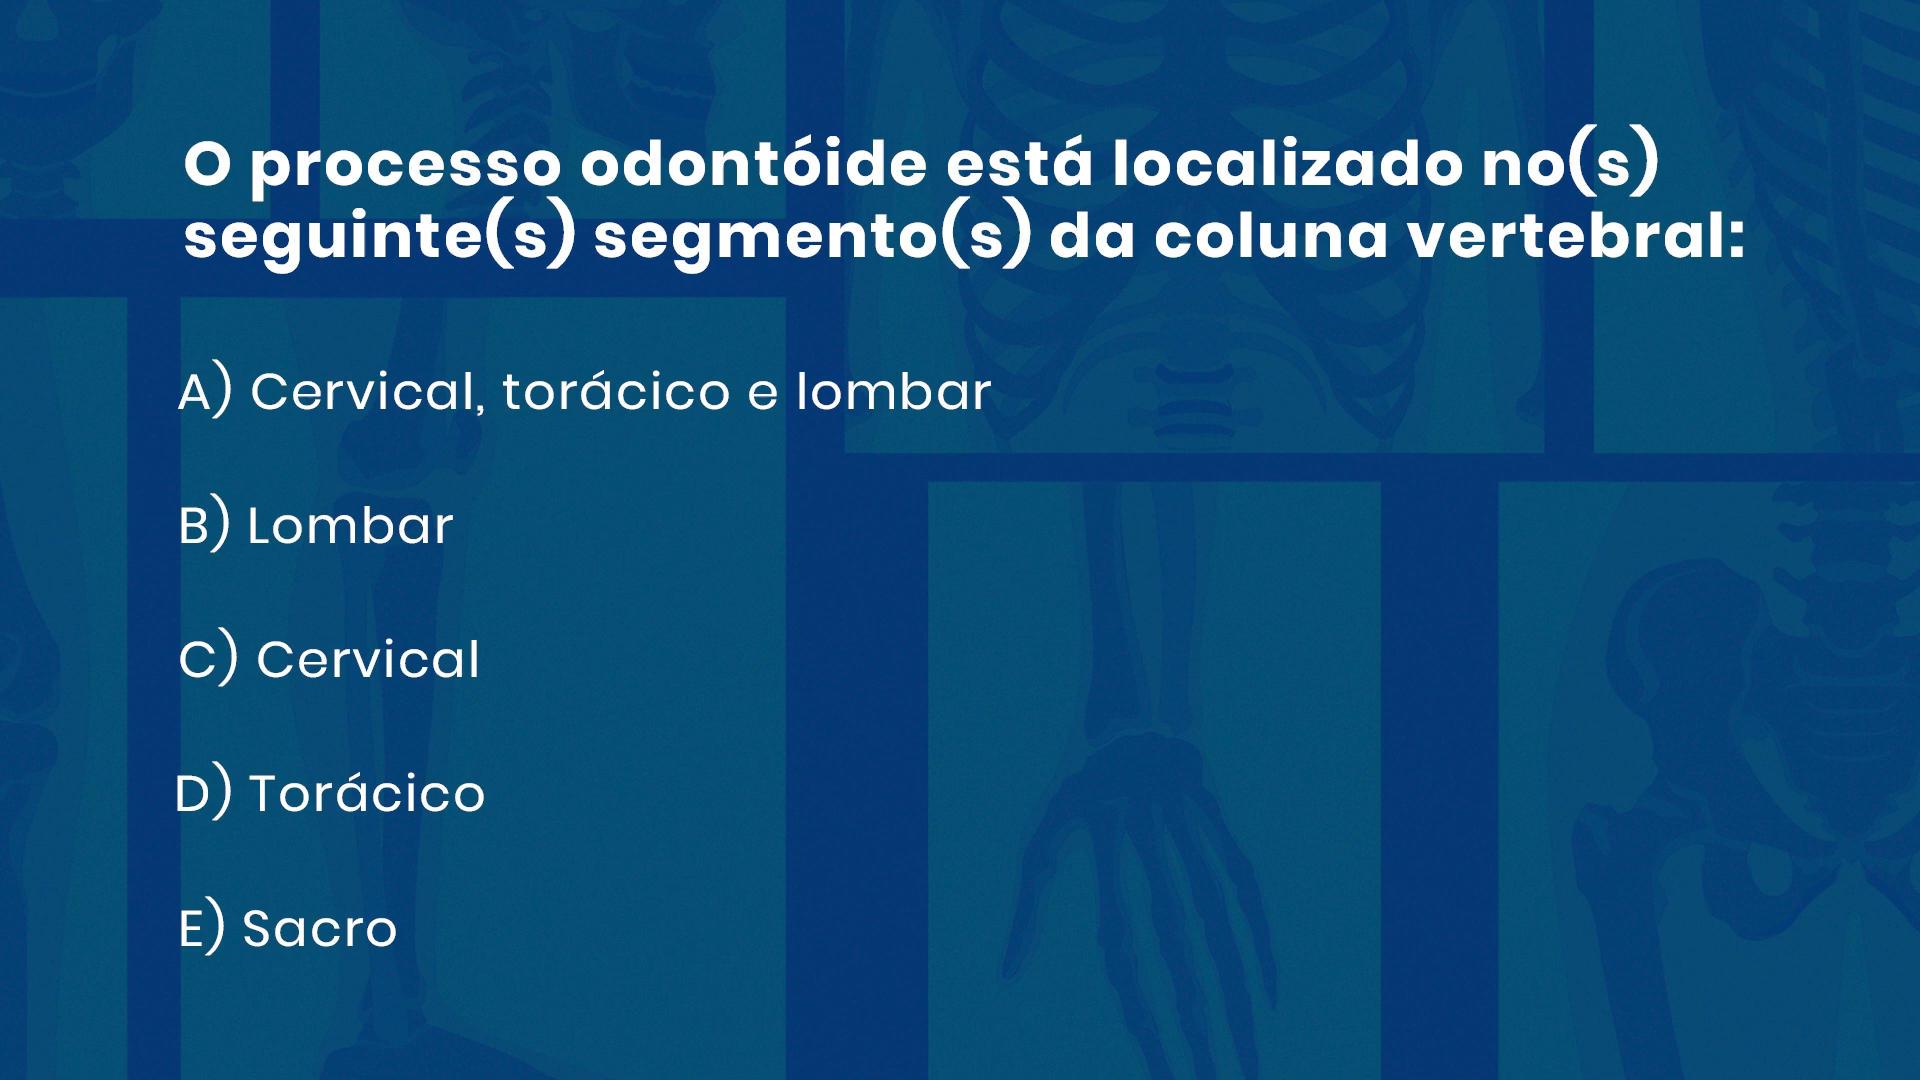 O processo odontóide está localizado no(s)
seguinte(s) segmento(s) da coluna vertebral:
A) Cervical, torácico e lombar
B) Lombar
C) Cervical
D) Torácico
E) Sacro